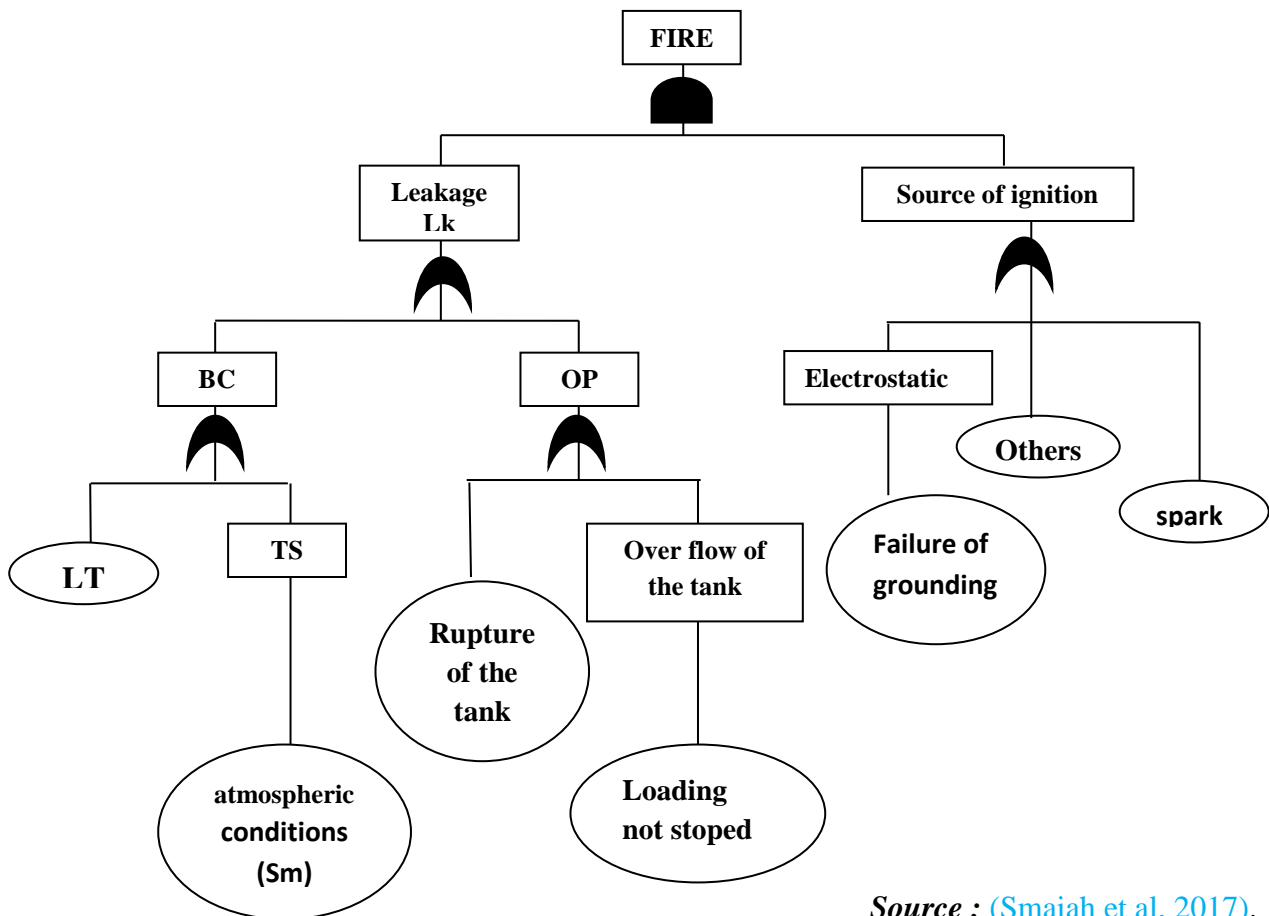 FIRE
Leakage
Lk
Source of ignition
BC
OP
Electrostatic
Others
spark
LT
TS
Over flow of
the tank
Failure of
grounding
Rupture
of the
tank
atmospheric
conditions
(Sm)
Loading
not stoped
Source : (Smaiah et al. 2017).